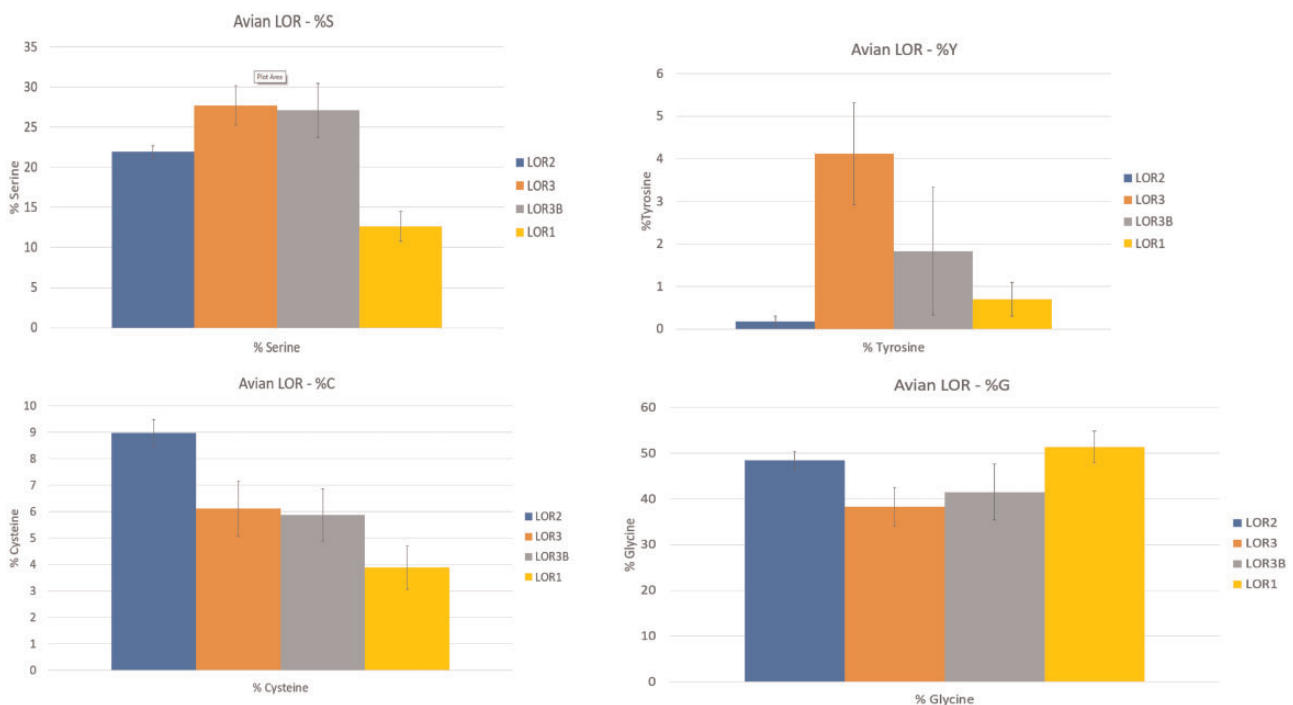 Avian LOR - %S
35
30
25
20
15
10
5
0
% Serine
Plot Area
% Serine
LOR2
LOR3
LOR3B
LOR1
Avian LOR - %Y
6
5
4
3
2
1
0
%Tyrosine
% Tyrosine
LOR2
LOR3
LOR3B
LOR1
Avian LOR - %C
10
9
8
7
6
5
4
3
2
1
0
% Cysteine
% Cysteine
LOR2
LOR3
LOR3B
LOR1
Avian LOR - %G
60
50
40
30
20
10
0
% Glycine
% Glycine
LOR2
LOR3
LOR3B
LOR1